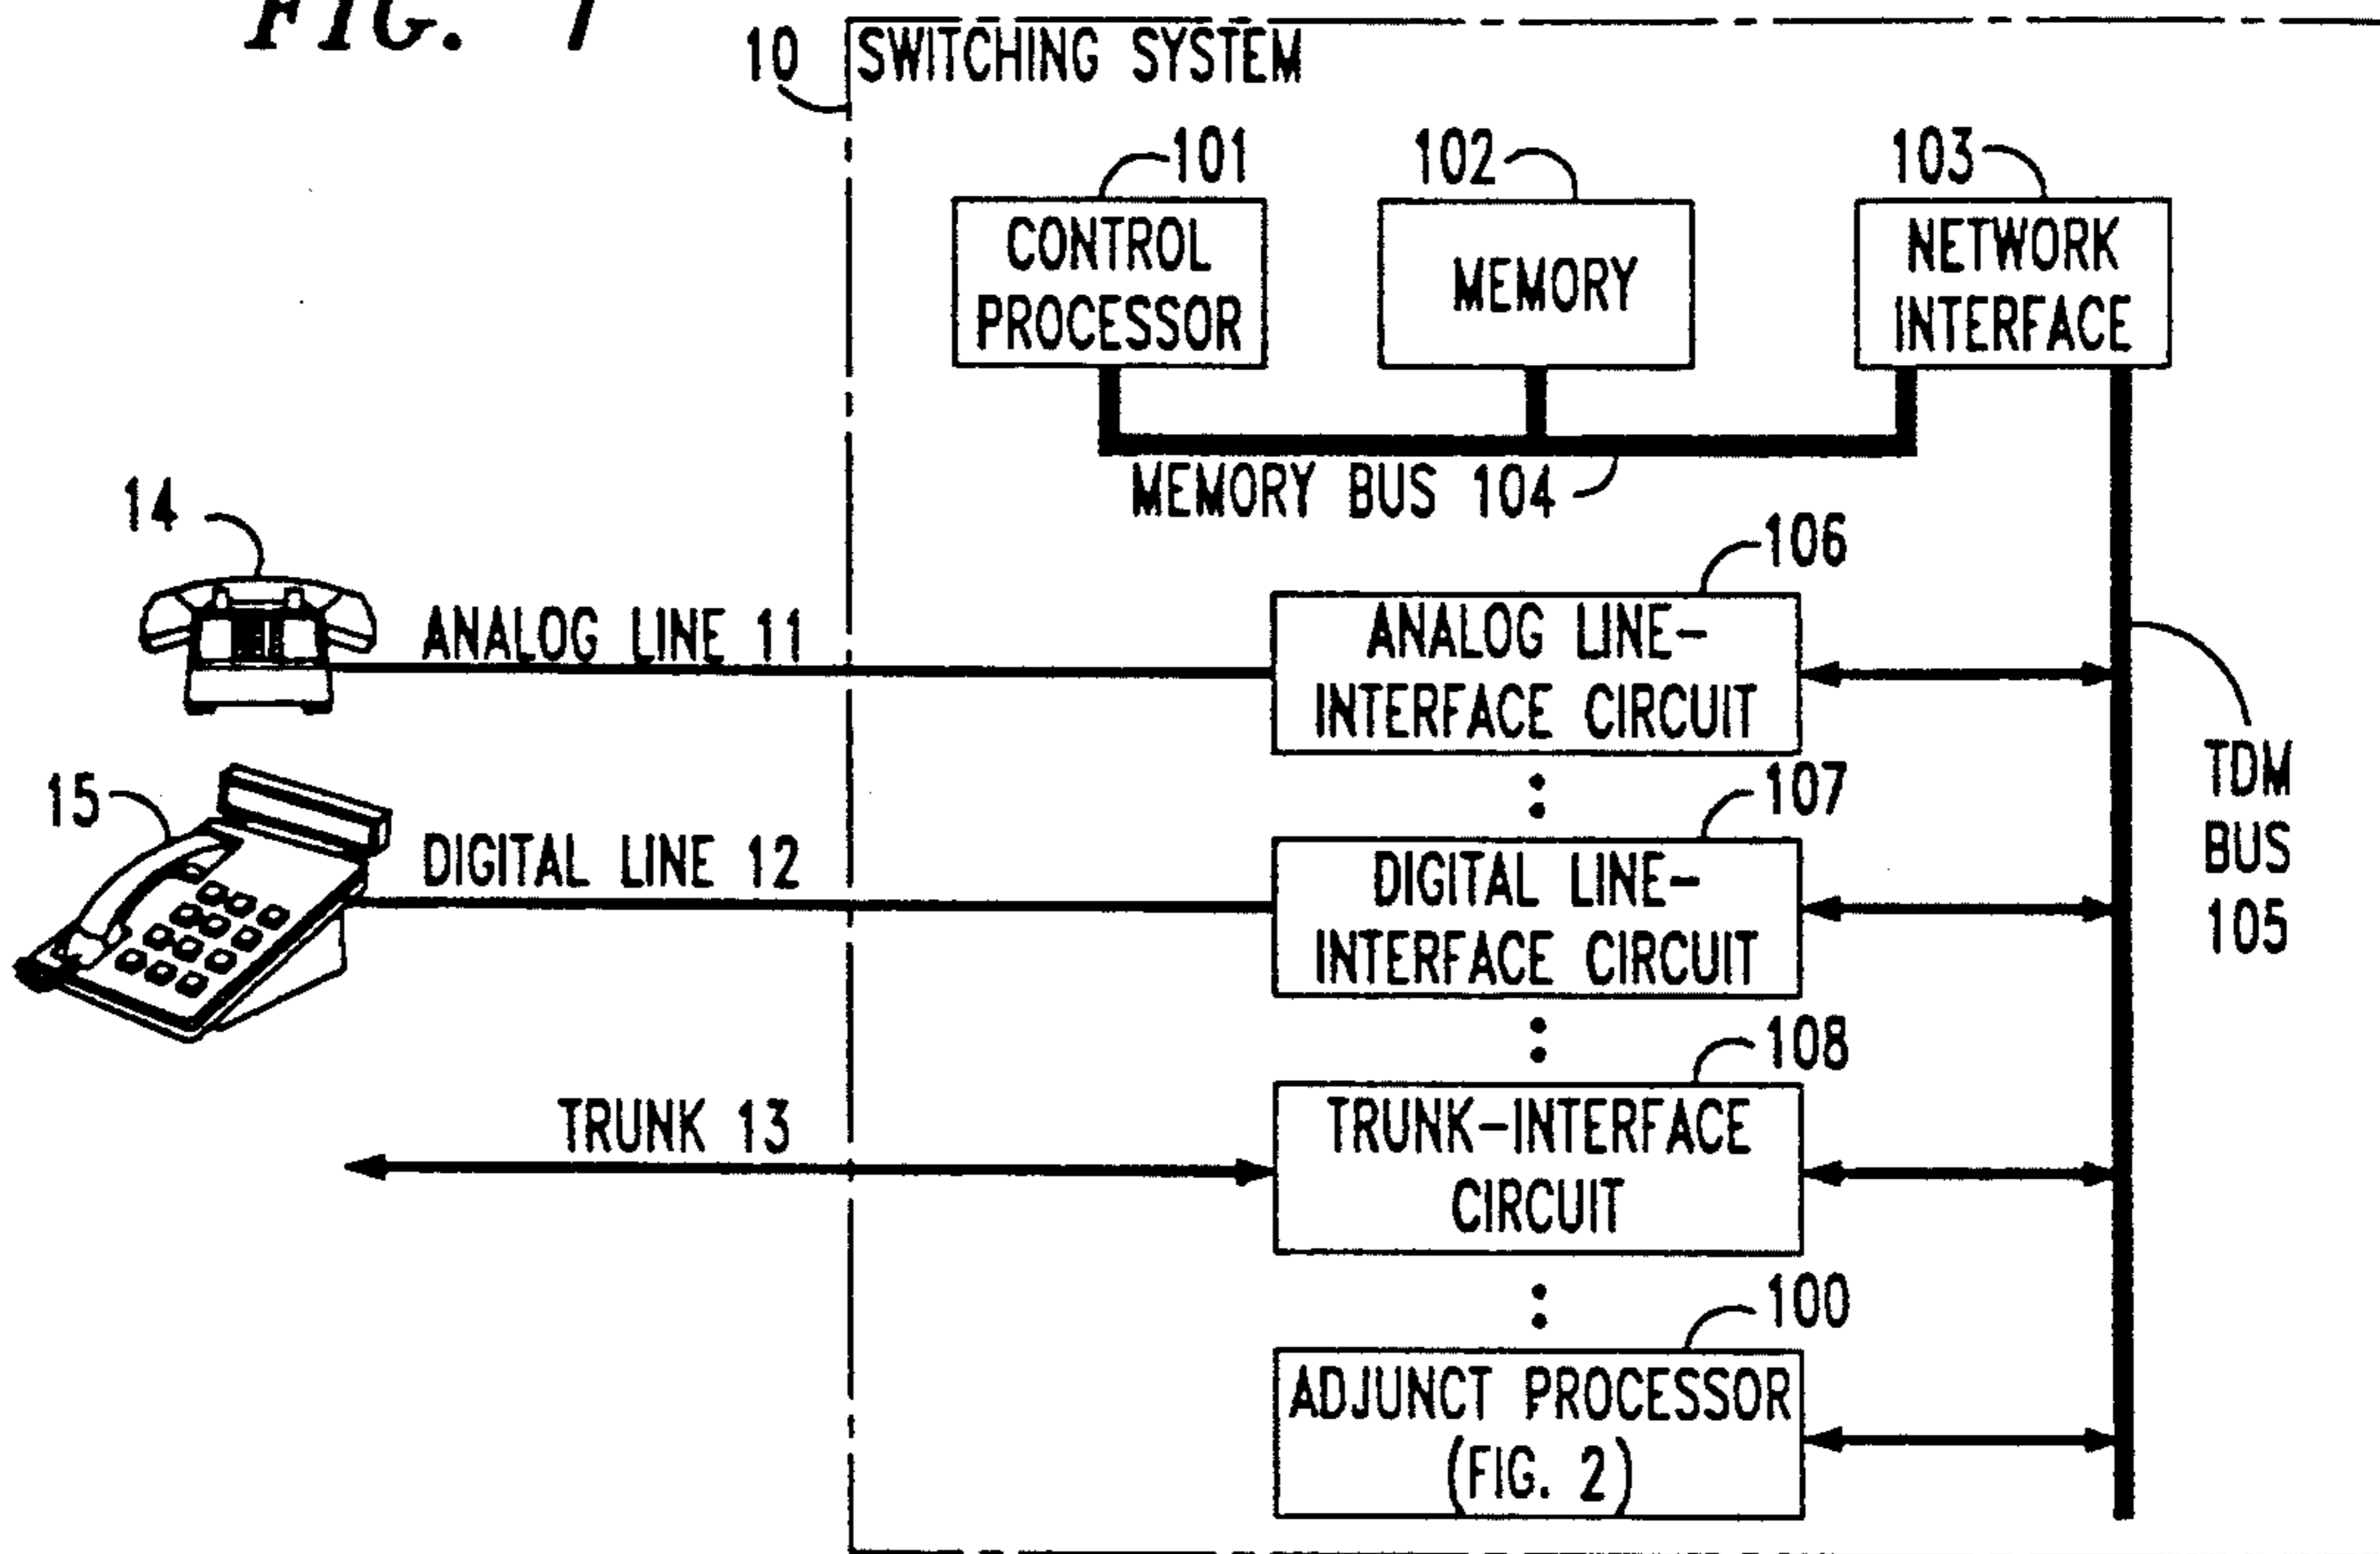 FIG. 1
10
SWITCHING SYSTEM
101
102
103
CONTROL
PROCESSOR
MEMORY
NETWORK
INTERFACE
MEMORY BUS 104
14
106
ANALOG LINE 11
ANALOG LINE-
INTERFACE CIRCUIT
TDM
BUS
105
15
107
DIGITAL LINE 12
DIGITAL LINE-
INTERFACE CIRCUIT
108
TRUNK 13
TRUNK-INTERFACE
CIRCUIT
100
ADJUNCT PROCESSOR
(FIG. 2)